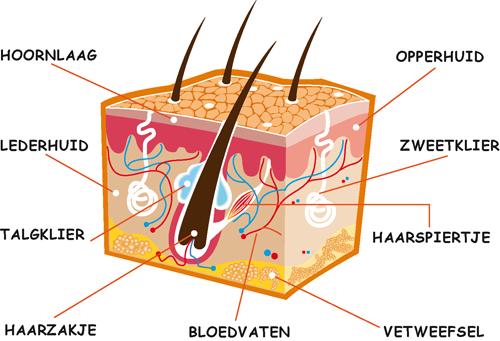 HOORNLAAG
OPPERHUID
LEDERHUID
ZWEETKLIER
TALGKLIER
HAARSPIERTJE
HAARZAKJE
BLOEDVATEN
VETWEEFSEL